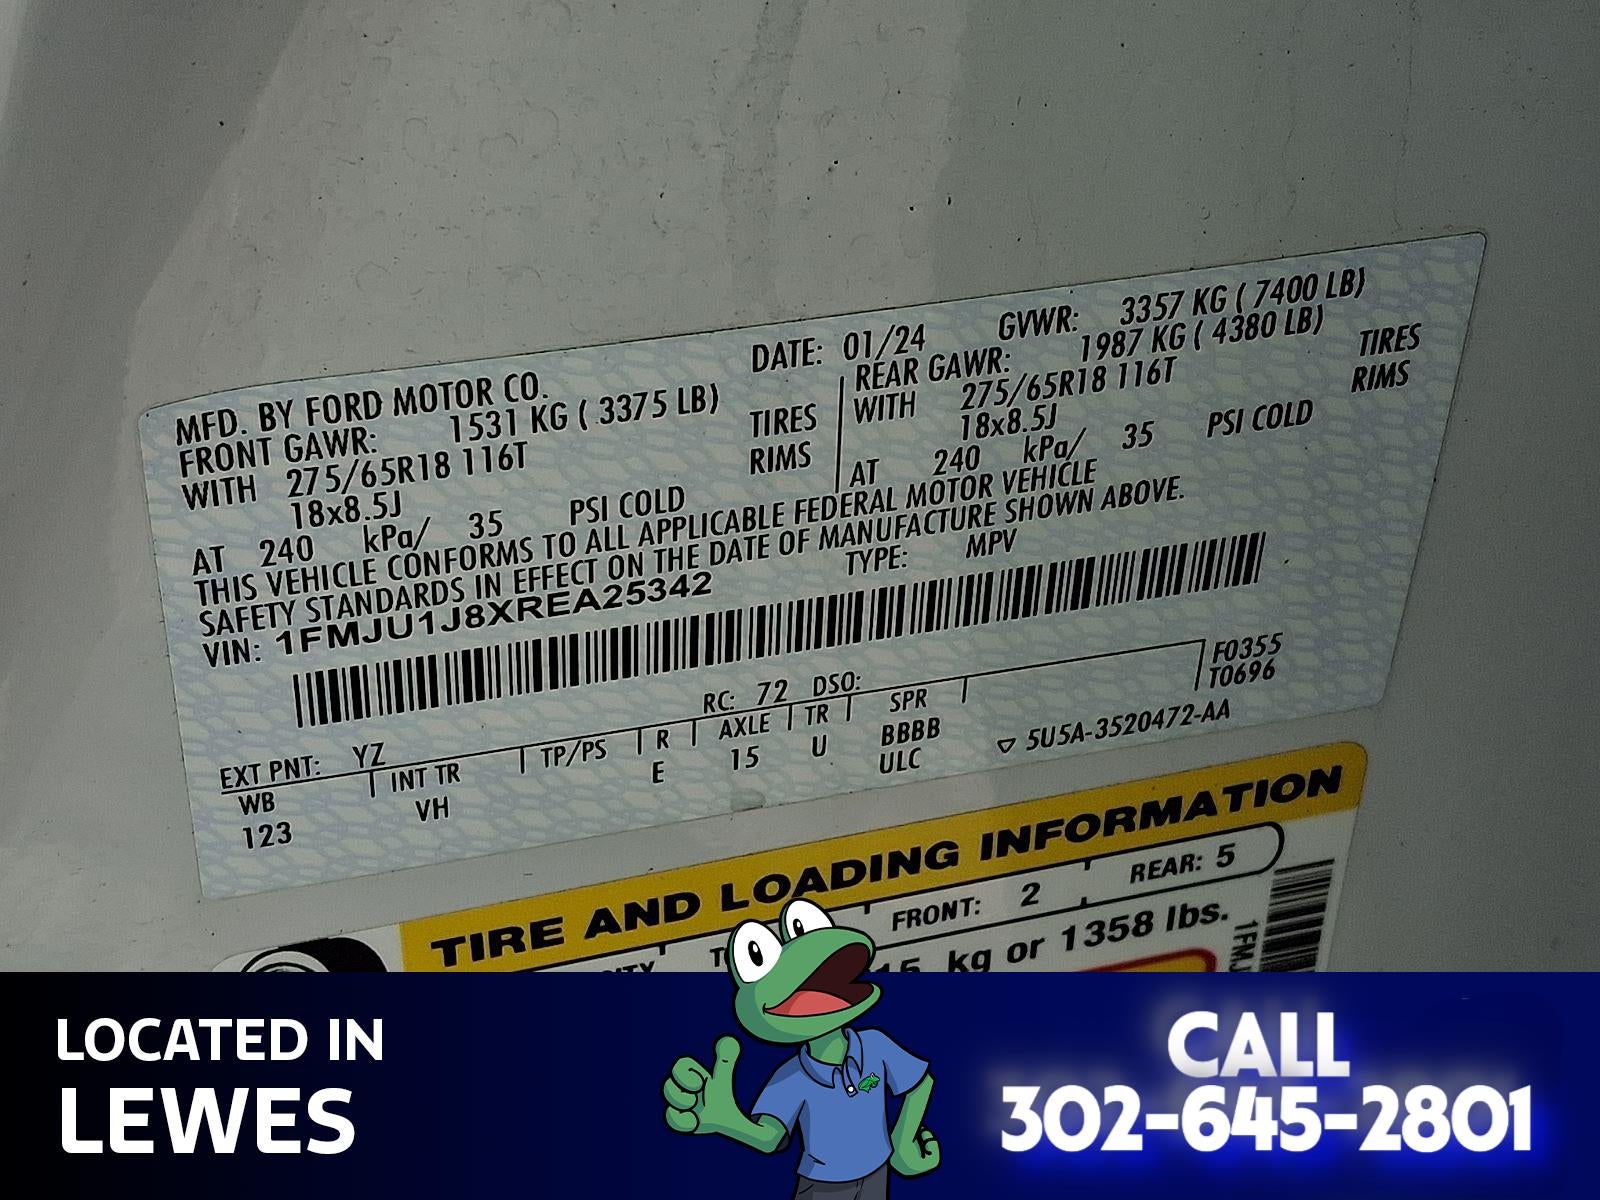 MFD. BY FORD MOTOR CO.
DATE: 01/24 GVWR: 3357 KG ( 7400 LB)
FRONT GAWR: 1531 KG ( 3375 LB)
WITH 275/65R18 116T TIRES
18x8.5J RIMS
AT 240 kPa/ 35 PSI COLD
REAR GAWR: 1987 KG ( 4380 LB)
WITH 275/65R18 116T TIRES
18x8.5J RIMS
AT 240 kPa/ 35 PSI COLD
THIS VEHICLE CONFORMS TO ALL APPLICABLE FEDERAL MOTOR VEHICLE
SAFETY STANDARDS IN EFFECT ON THE DATE OF MANUFACTURE SHOWN ABOVE.
VIN: 1FMJU1J8XREA25342 TYPE: MPV
F0355
T0696
EXT PNT: YZ RC: 72 DSO:
WB INT TR TP/PS R AXLE TR SPR
123 VH E 15 U BBBB
ULC
5U5A-3520472-AA
TIRE AND LOADING INFORMATION
FRONT: 2 REAR: 5
kg or 1358 lbs.
1FMJ
LOCATED IN
LEWES
CALL
302-645-2801